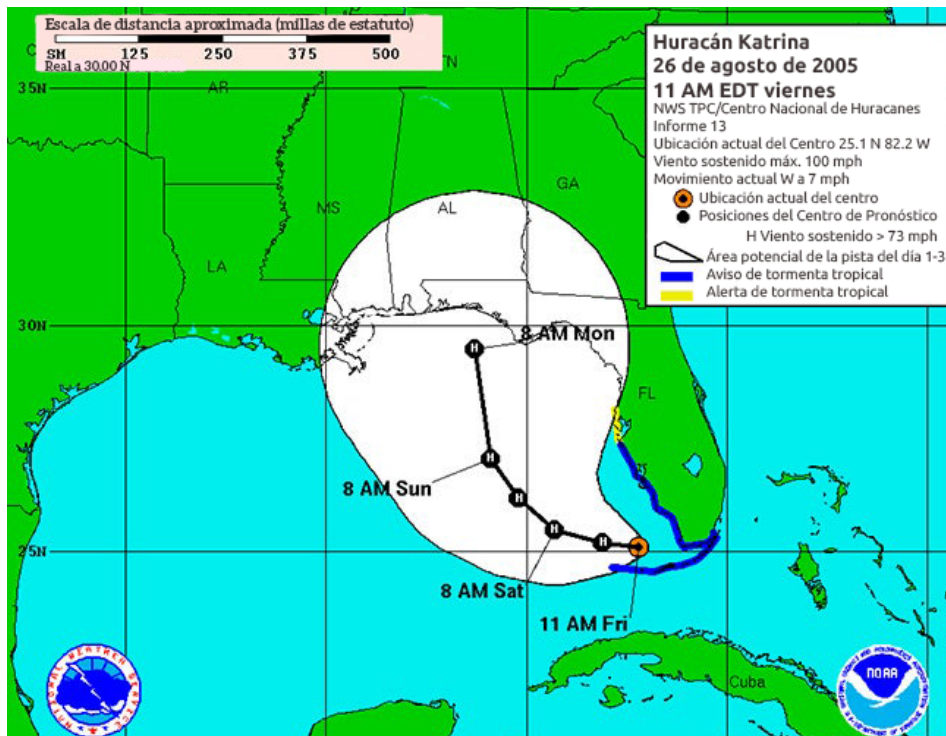 Escala de distancia aproximada (millas de estatuto)
SM 125 250 375 500
Real a 30.00 N
Huracán Katrina
26 de agosto de 2005
11 AM EDT viernes
NWS TPC/Centro Nacional de Huracanes
Informe 13
Ubicación actual del Centro 25.1 N 82.2 W
Viento sostenido máx. 100 mph
Movimiento actual W a 7 mph
Ubicación actual del centro
Posiciones del Centro de Pronóstico
H Viento sostenido > 73 mph
Área potencial de la pista del día 1-3
Aviso de tormenta tropical
Alerta de tormenta tropical
TN
35N
AR
GA
MS
AL
LA
30N
8 AM Mon
FL
H
H
8 AM Sun
H
H
H
25N
8 AM Sat
11 AM Fri
Cuba
NATIONAL WEATHER SERVICE
NOAA